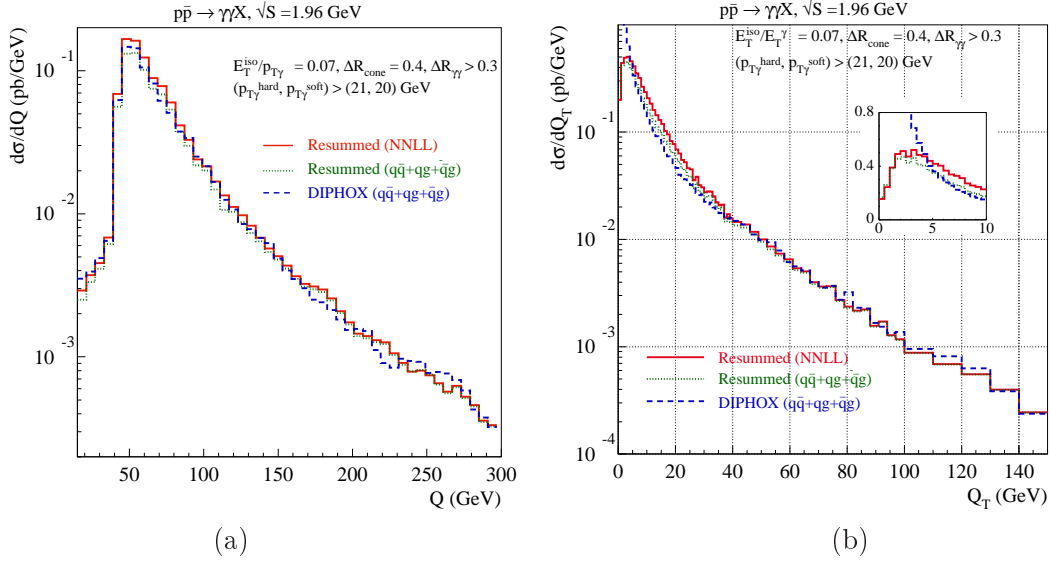 pp̄ → γγX, √S =1.96 GeV
E_T^iso/p_Tγ = 0.07, ΔR_cone = 0.4, ΔR_γγ > 0.3
(p_Tγ^hard, p_Tγ^soft) > (21, 20) GeV
Resummed (NNLL)
Resummed (qq̄+qg+q̄g)
DIPHOX (qq̄+qg+q̄g)
dσ/dQ (pb/GeV)
10^-1
10^-2
10^-3
50 100 150 200 250 300
Q (GeV)
(a)
pp̄ → γγX, √S =1.96 GeV
E_T^iso/E_T^γ = 0.07, ΔR_cone = 0.4, ΔR_γγ > 0.3
(p_Tγ^hard, p_Tγ^soft) > (21, 20) GeV
0.8
0.4
0
0 5 10
Resummed (NNLL)
Resummed (qq̄+qg+q̄g)
DIPHOX (qq̄+qg+q̄g)
dσ/dQ_T (pb/GeV)
10^-1
10^-2
10^-3
10^-4
0 20 40 60 80 100 120 140
Q_T (GeV)
(b)